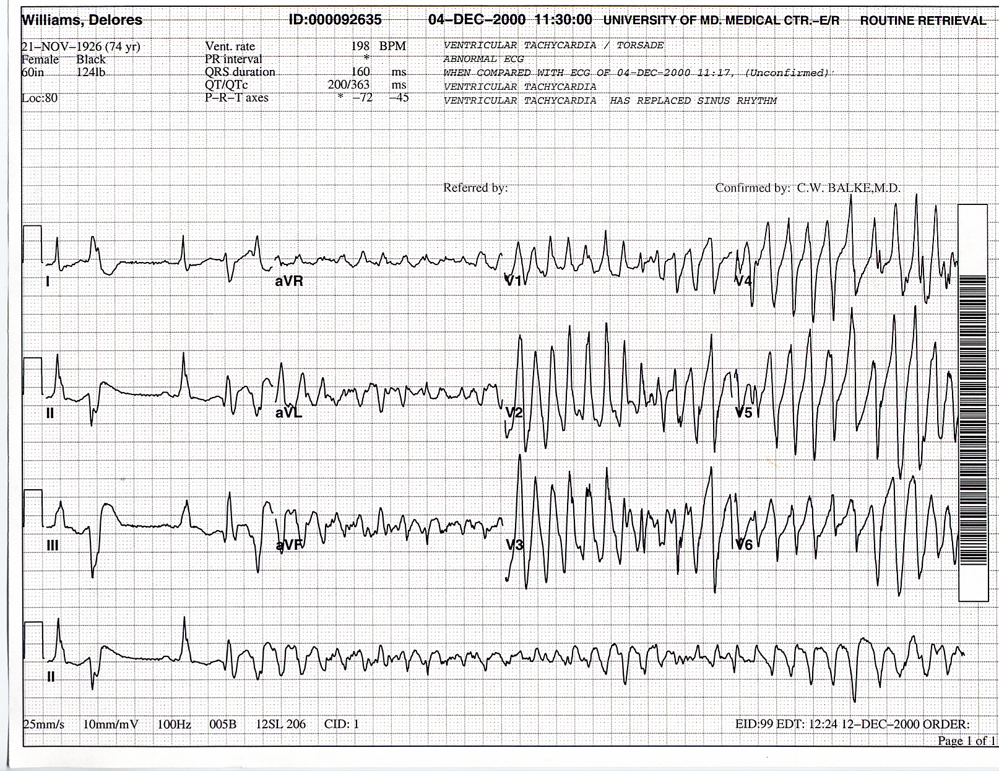 Williams, Delores ID:000092635 04-DEC-2000 11:30:00 UNIVERSITY OF MD. MEDICAL CTR.-E/R ROUTINE RETRIEVAL
21-NOV-1926 (74 yr) Vent. rate 198 BPM VENTRICULAR TACHYCARDIA / TORSADE
Female Black PR interval * ABNORMAL ECG
60in 124lb QRS duration 160 ms WHEN COMPARED WITH ECG OF 04-DEC-2000 11:17, (Unconfirmed)
QT/QTc 200/363 ms VENTRICULAR TACHYCARDIA
Loc:80 P-R-T axes * -72 -45 VENTRICULAR TACHYCARDIA HAS REPLACED SINUS RHYTHM
Referred by: Confirmed by: C.W. BALKE,M.D.
I aVR V1 V4
II aVL V2 V5
III aVF V3 V6
II
25mm/s 10mm/mV 100Hz 005B 12SL 206 CID: 1 EID:99 EDT: 12:24 12-DEC-2000 ORDER:
Page 1 of 1